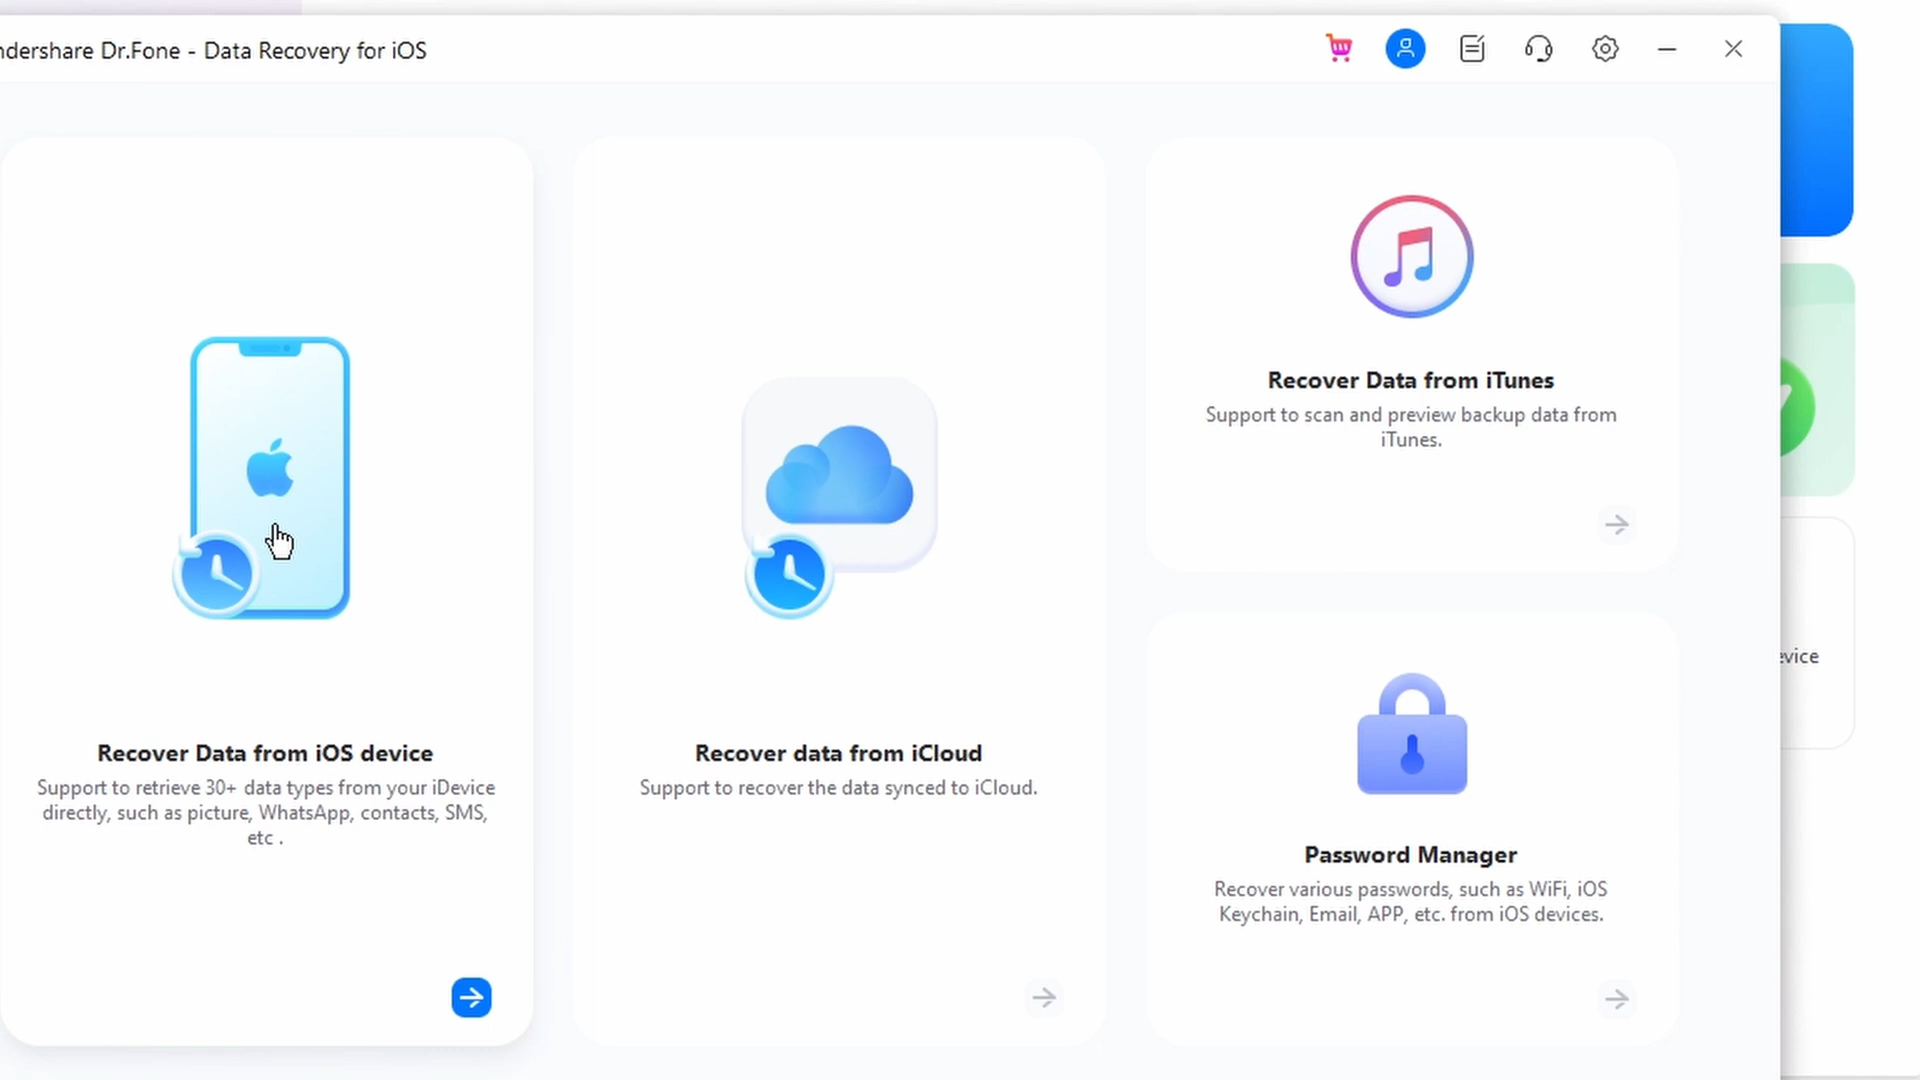 ndershare Dr.Fone - Data Recovery for iOS
Recover Data from iOS device
Support to retrieve 30+ data types from your iDevice
directly, such as picture, WhatsApp, contacts, SMS,
etc .
Recover data from iCloud
Support to recover the data synced to iCloud.
Recover Data from iTunes
Support to scan and preview backup data from
iTunes.
Password Manager
Recover various passwords, such as WiFi, iOS
Keychain, Email, APP, etc. from iOS devices.
evice